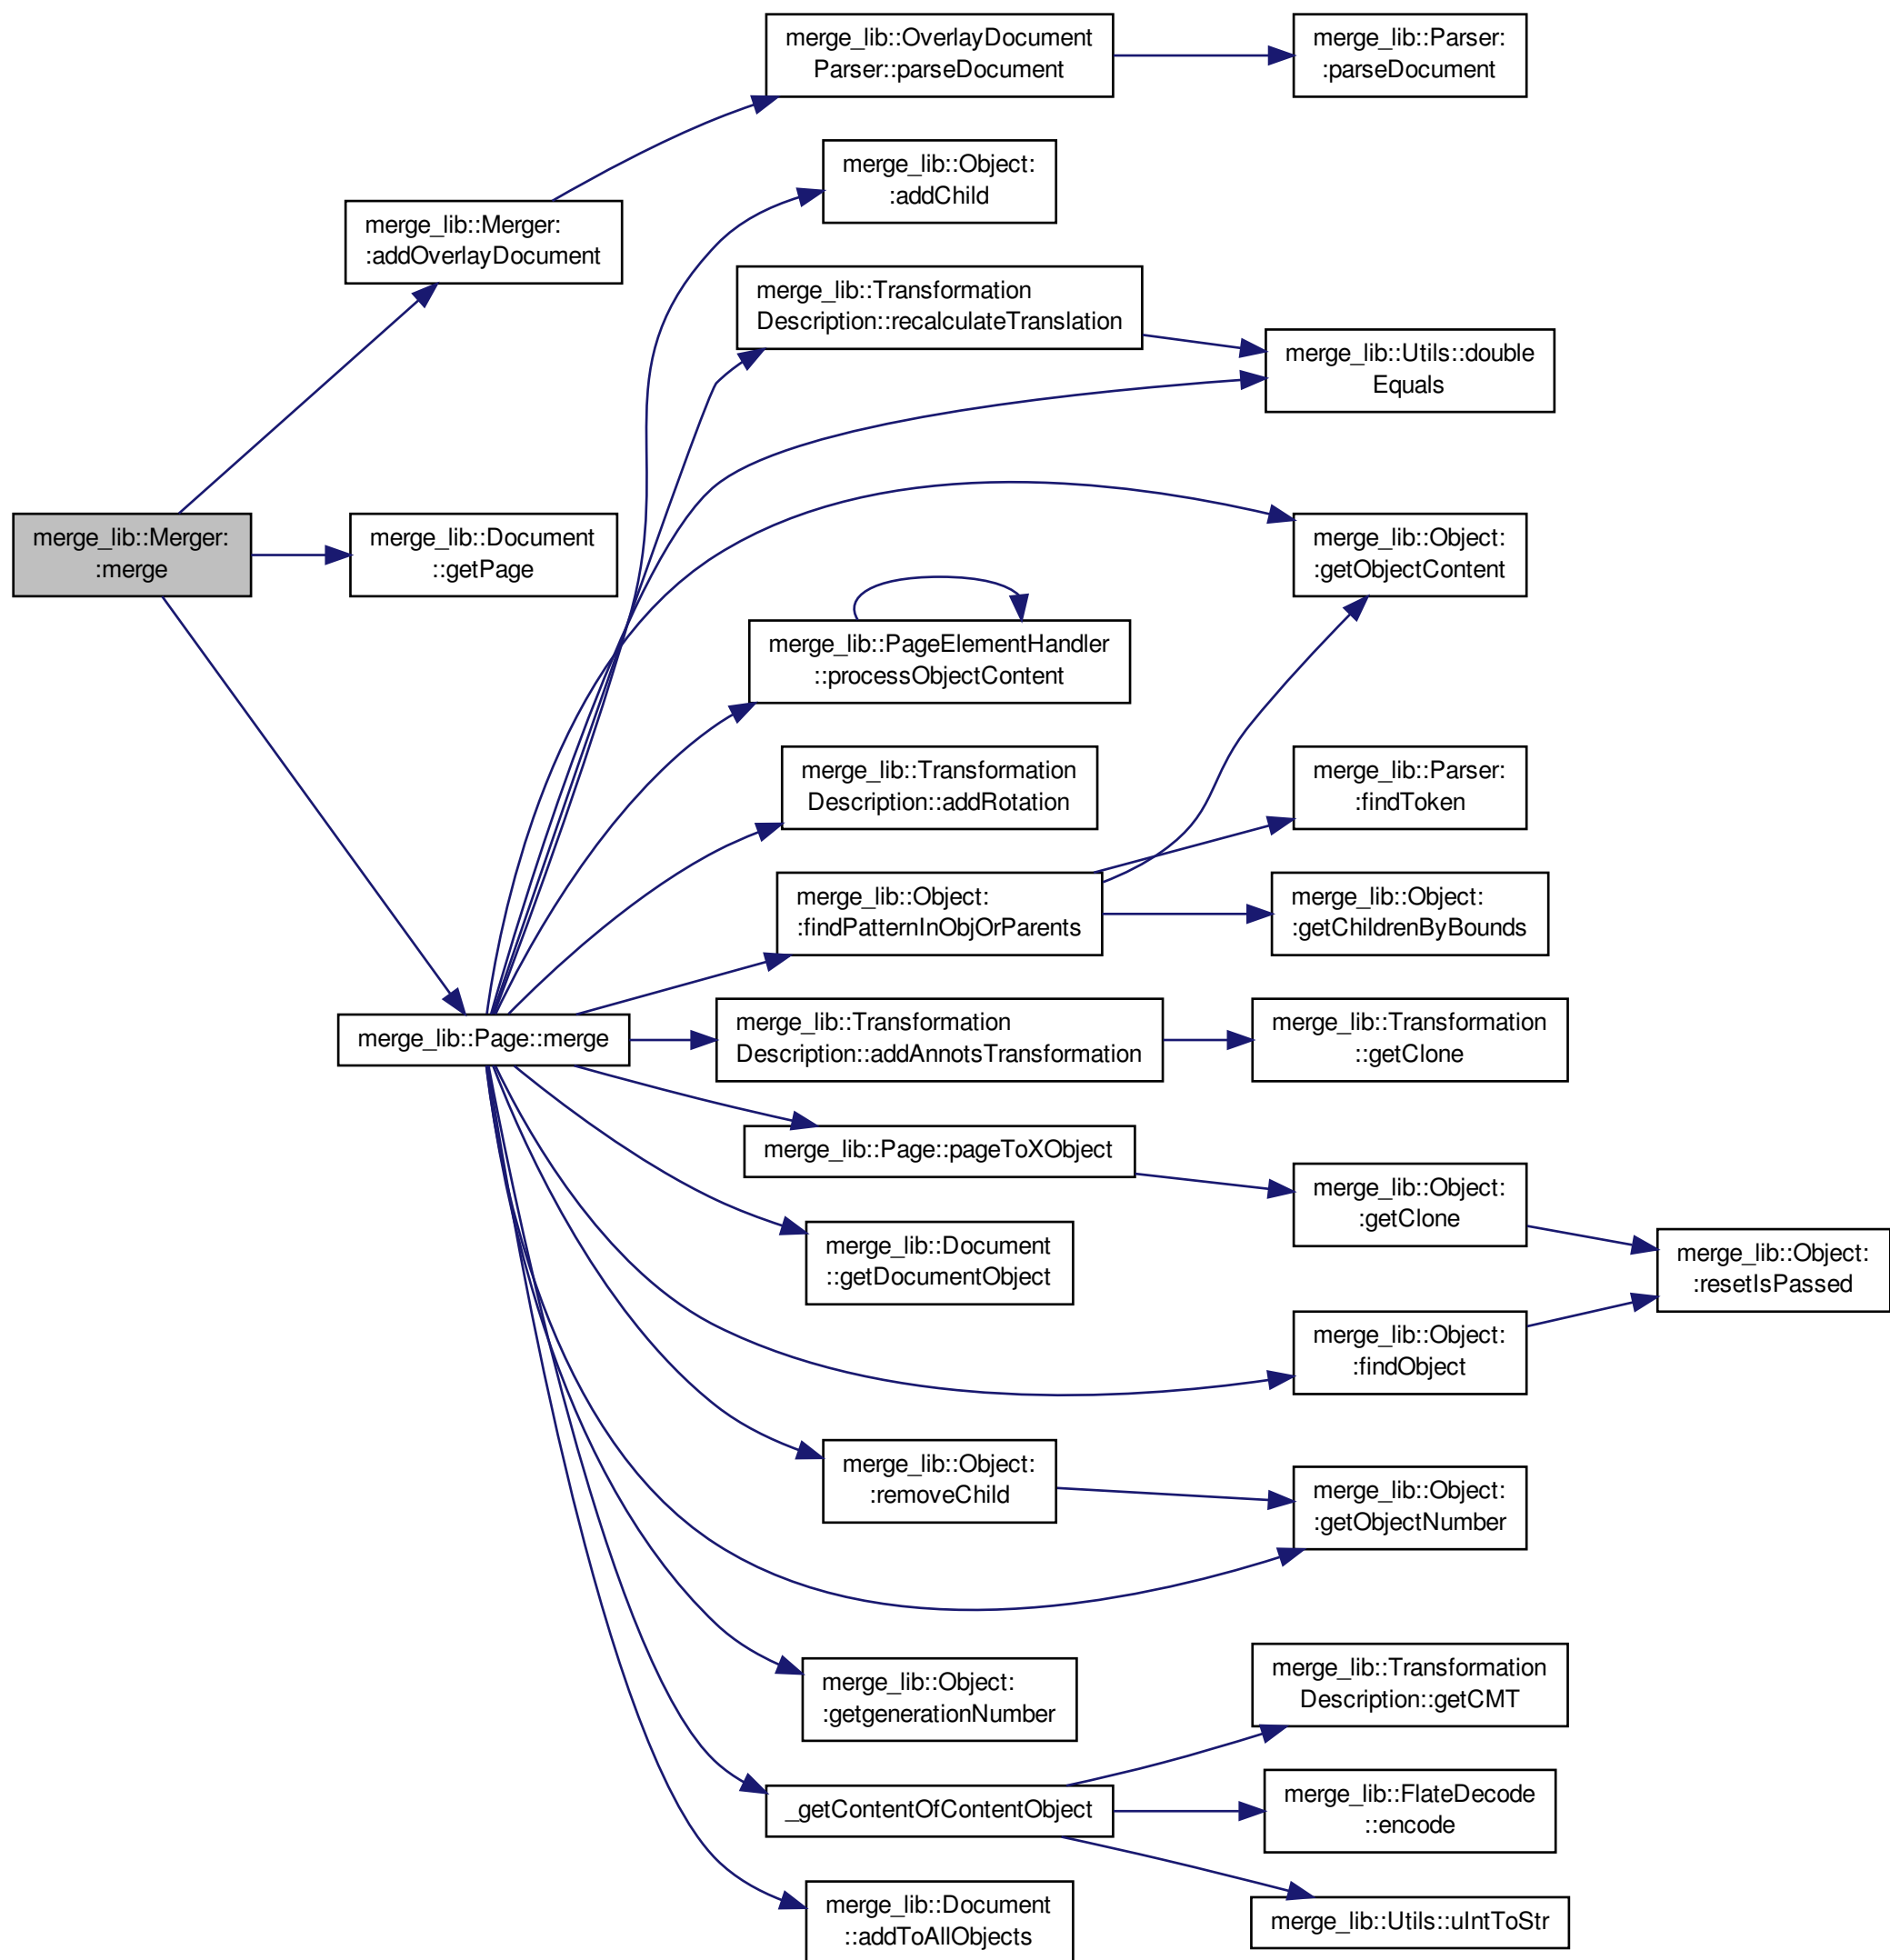 merge_lib::OverlayDocument
Parser::parseDocument
merge_lib::Parser:
:parseDocument
merge_lib::Object:
:addChild
merge_lib::Merger:
:addOverlayDocument
merge_lib::Transformation
Description::recalculateTranslation
merge_lib::Utils::double
Equals
merge_lib::Merger:
:merge
merge_lib::Document
::getPage
merge_lib::Object:
:getObjectContent
merge_lib::PageElementHandler
::processObjectContent
merge_lib::Transformation
Description::addRotation
merge_lib::Parser:
:findToken
merge_lib::Object:
:findPatternInObjOrParents
merge_lib::Object:
:getChildrenByBounds
merge_lib::Page::merge
merge_lib::Transformation
Description::addAnnotsTransformation
merge_lib::Transformation
::getClone
merge_lib::Page::pageToXObject
merge_lib::Object:
:getClone
merge_lib::Document
::getDocumentObject
merge_lib::Object:
:resetIsPassed
merge_lib::Object:
:findObject
merge_lib::Object:
:removeChild
merge_lib::Object:
:getObjectNumber
merge_lib::Object:
:getgenerationNumber
merge_lib::Transformation
Description::getCMT
_getContentOfContentObject
merge_lib::FlateDecode
::encode
merge_lib::Document
::addToAllObjects
merge_lib::Utils::uIntToStr